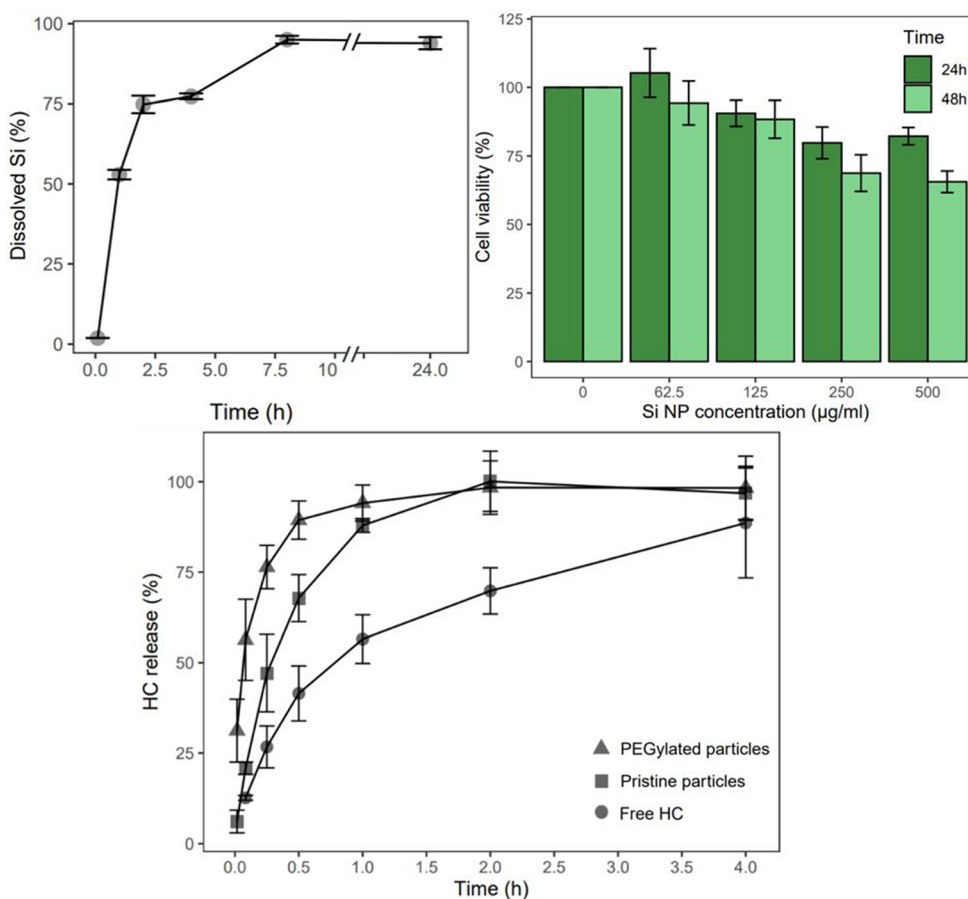 100
75
50
25
0
Dissolved Si (%)
0.0 2.5 5.0 7.5 10 24.0
Time (h)
125
100
75
50
125
0
Cell viability (%)
Time
24h
48h
0 62.5 125 250 500
Si NP concentration (µg/ml)
100
75
50
25
0
HC release (%)
PEGylated particles
Pristine particles
Free HC
0.0 0.5 1.0 1.5 2.0 2.5 3.0 3.5 4.0
Time (h)